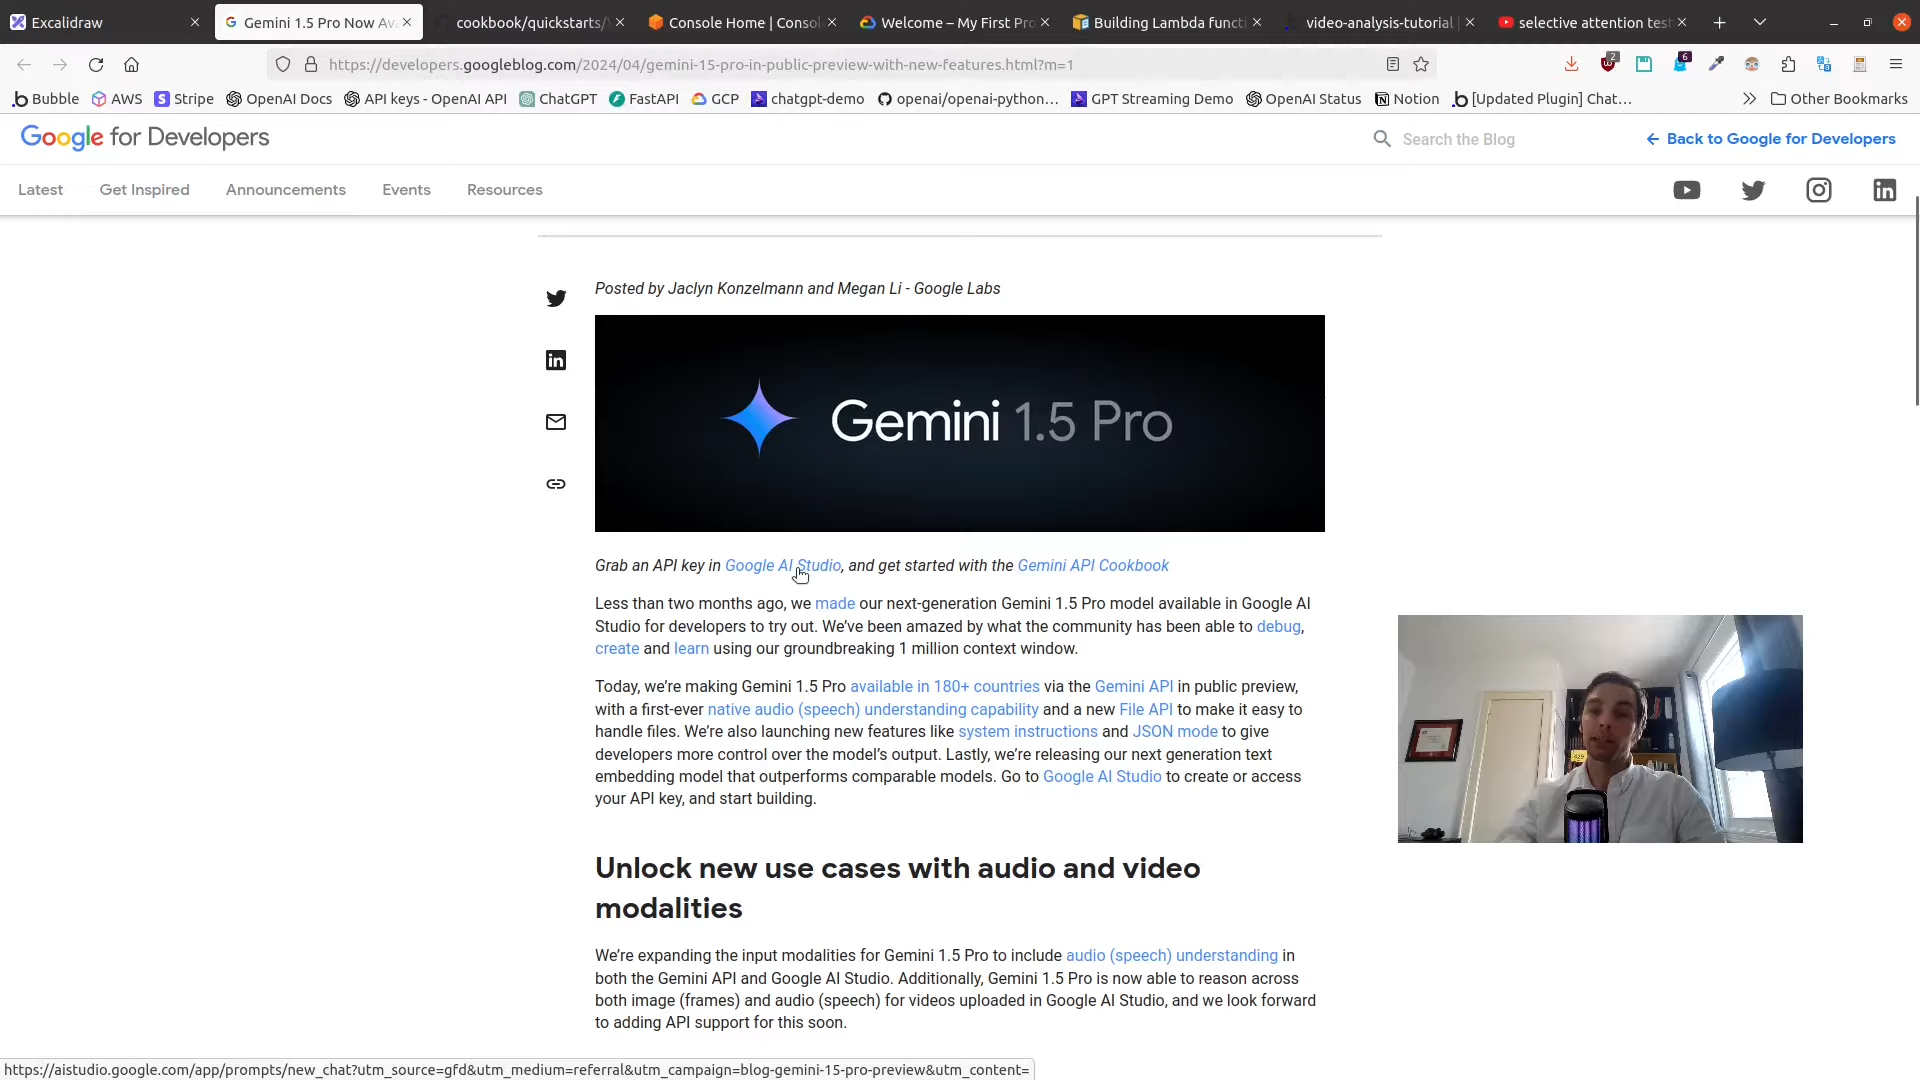 Excalidraw
Gemini 1.5 Pro Now Av
cookbook/quickstarts/
Console Home | Consol
Welcome – My First Pro
Building Lambda functi
video-analysis-tutorial |
selective attention test
https://developers.googleblog.com/2024/04/gemini-15-pro-in-public-preview-with-new-features.html?m=1
2
6
Bubble
AWS
Stripe
OpenAI Docs
API keys - OpenAI API
ChatGPT
FastAPI
GCP
chatgpt-demo
openai/openai-python…
GPT Streaming Demo
OpenAI Status
Notion
[Updated Plugin] Chat…
Other Bookmarks
Google for Developers
Search the Blog
Back to Google for Developers
Latest
Get Inspired
Announcements
Events
Resources
Posted by Jaclyn Konzelmann and Megan Li - Google Labs
Gemini 1.5 Pro
Grab an API key in Google AI Studio, and get started with the Gemini API Cookbook
Less than two months ago, we made our next-generation Gemini 1.5 Pro model available in Google AI
Studio for developers to try out. We’ve been amazed by what the community has been able to debug,
create and learn using our groundbreaking 1 million context window.
Today, we’re making Gemini 1.5 Pro available in 180+ countries via the Gemini API in public preview,
with a first-ever native audio (speech) understanding capability and a new File API to make it easy to
handle files. We’re also launching new features like system instructions and JSON mode to give
developers more control over the model’s output. Lastly, we’re releasing our next generation text
embedding model that outperforms comparable models. Go to Google AI Studio to create or access
your API key, and start building.
Unlock new use cases with audio and video
modalities
We’re expanding the input modalities for Gemini 1.5 Pro to include audio (speech) understanding in
both the Gemini API and Google AI Studio. Additionally, Gemini 1.5 Pro is now able to reason across
both image (frames) and audio (speech) for videos uploaded in Google AI Studio, and we look forward
to adding API support for this soon.
https://aistudio.google.com/app/prompts/new_chat?utm_source=gfd&utm_medium=referral&utm_campaign=blog-gemini-15-pro-preview&utm_content=